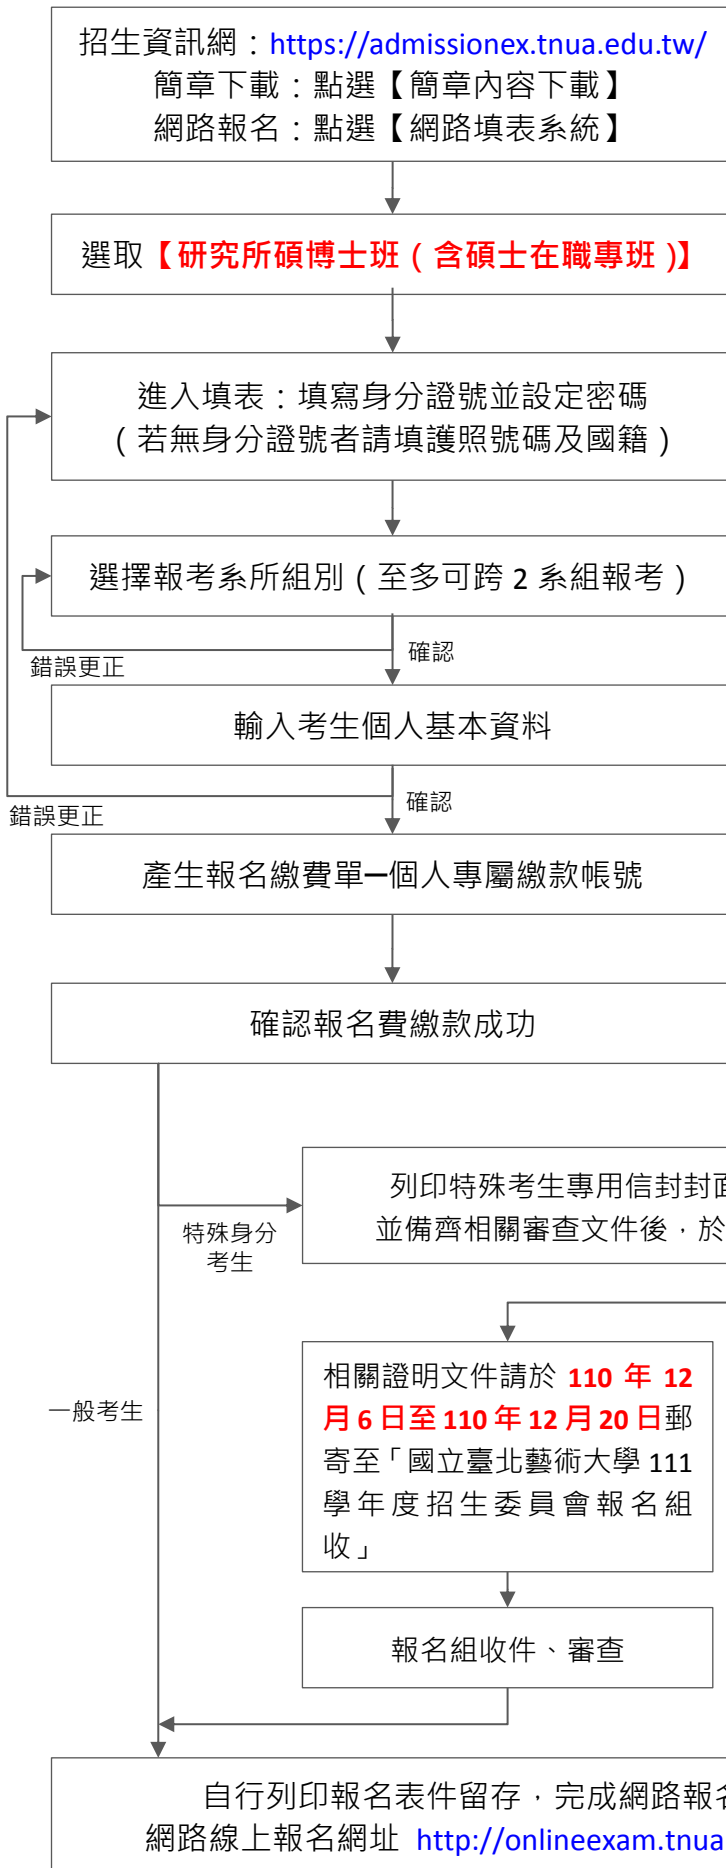 招生資訊網：https://admissionex.tnua.edu.tw/
簡章下載：點選【簡章內容下載】
網路報名：點選【網路填表系統】
選取【研究所碩博士班（含碩士在職專班）】
進入填表：填寫身分證號並設定密碼
（若無身分證號者請填護照號碼及國籍）
選擇報考系所組別（至多可跨 2 系組報考）
確認
錯誤更正
輸入考生個人基本資料
確認
錯誤更正
產生報名繳費單─個人專屬繳款帳號
確認報名費繳款成功
列印特殊考生專用信封封面
並備齊相關審查文件後，於
特殊身分
考生
相關證明文件請於 110 年 12
月 6 日至 110 年 12 月 20 日郵
寄至「國立臺北藝術大學 111
學年度招生委員會報名組
收」
一般考生
報名組收件、審查
自行列印報名表件留存，完成網路報名
網路線上報名網址 http://onlineexam.tnua